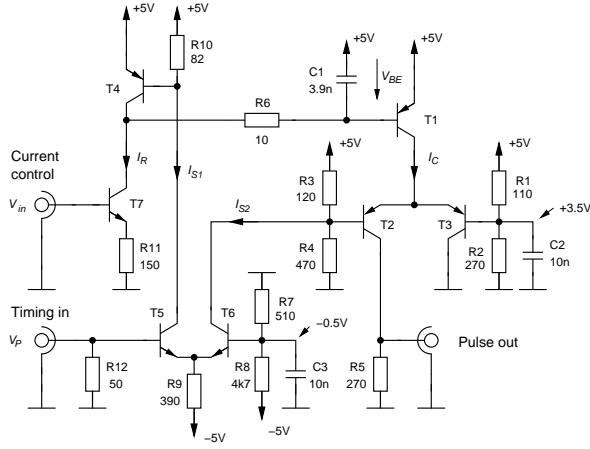 +5V
+5V
R10
82
+5V
+5V
T4
C1
3.9n
V_BE
R6
10
T1
Current
control
I_R
I_S1
I_C
+5V
+5V
V_in
T7
I_S2
R3
120
R1
110
+3.5V
T2
T3
R11
150
R4
470
R2
270
C2
10n
Timing in
T5
T6
R7
510
−0.5V
V_P
Pulse out
R12
50
R9
390
R8
4k7
C3
10n
R5
270
−5V
−5V